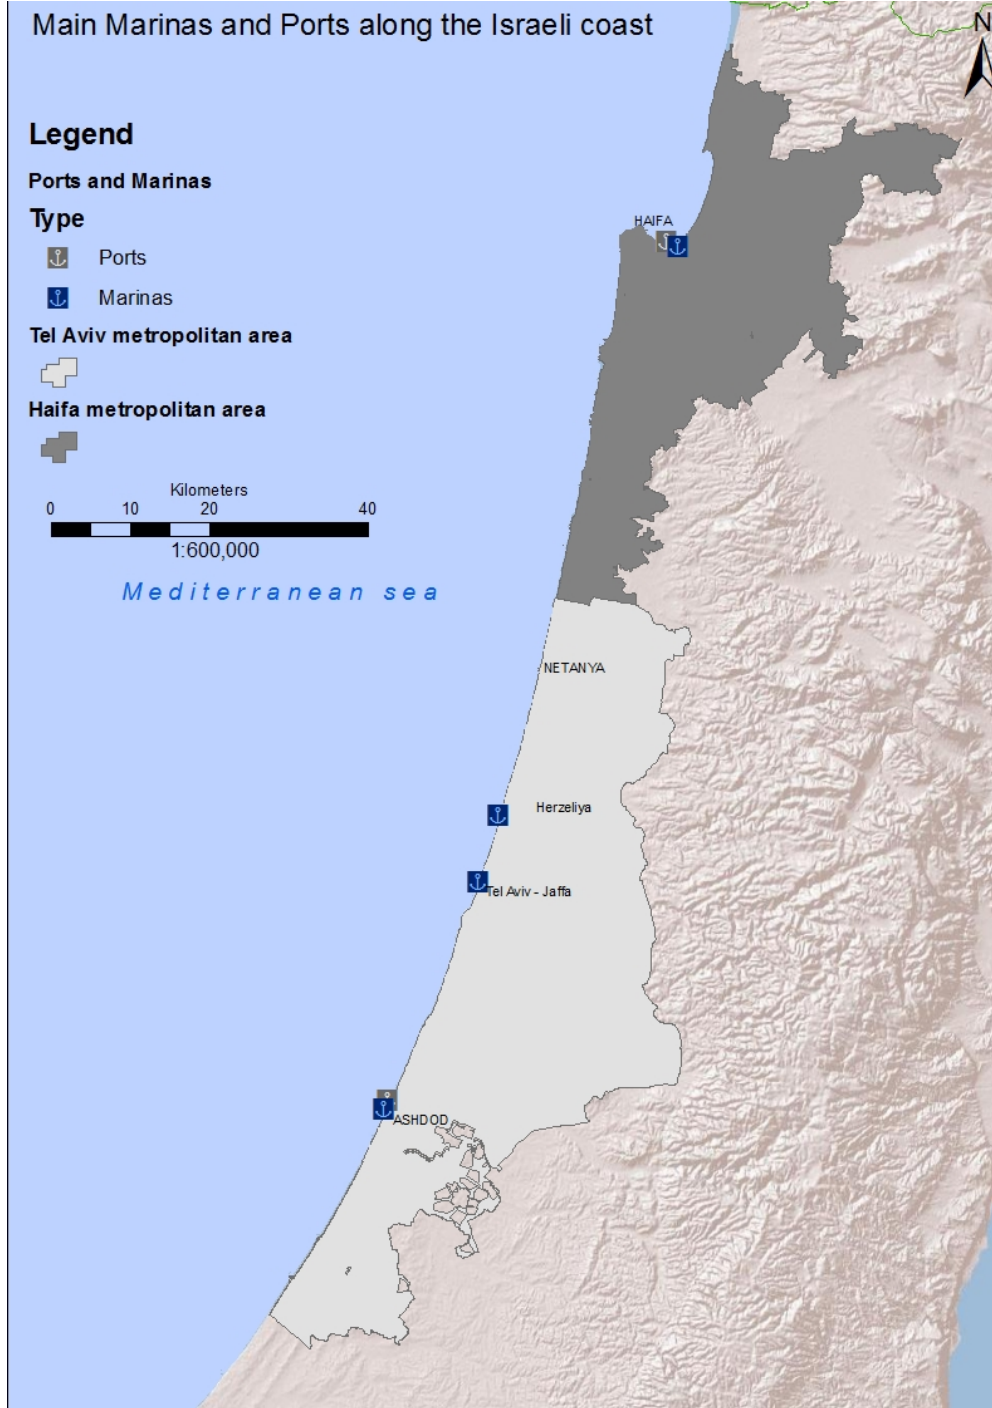 Main Marinas and Ports along the Israeli coast
N
Legend
Ports and Marinas
Type
Ports
Marinas
Tel Aviv metropolitan area
Haifa metropolitan area
Kilometers
0 10 20 40
1:600,000
Mediterranean sea
HAIFA
NETANYA
Herzeliya
Tel Aviv - Jaffa
ASHDOD